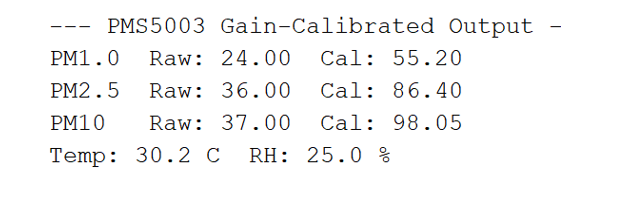 --- PMS5003 Gain-Calibrated Output -
PM1.0  Raw: 24.00  Cal: 55.20
PM2.5  Raw: 36.00  Cal: 86.40
PM10   Raw: 37.00  Cal: 98.05
Temp: 30.2 C  RH: 25.0 %